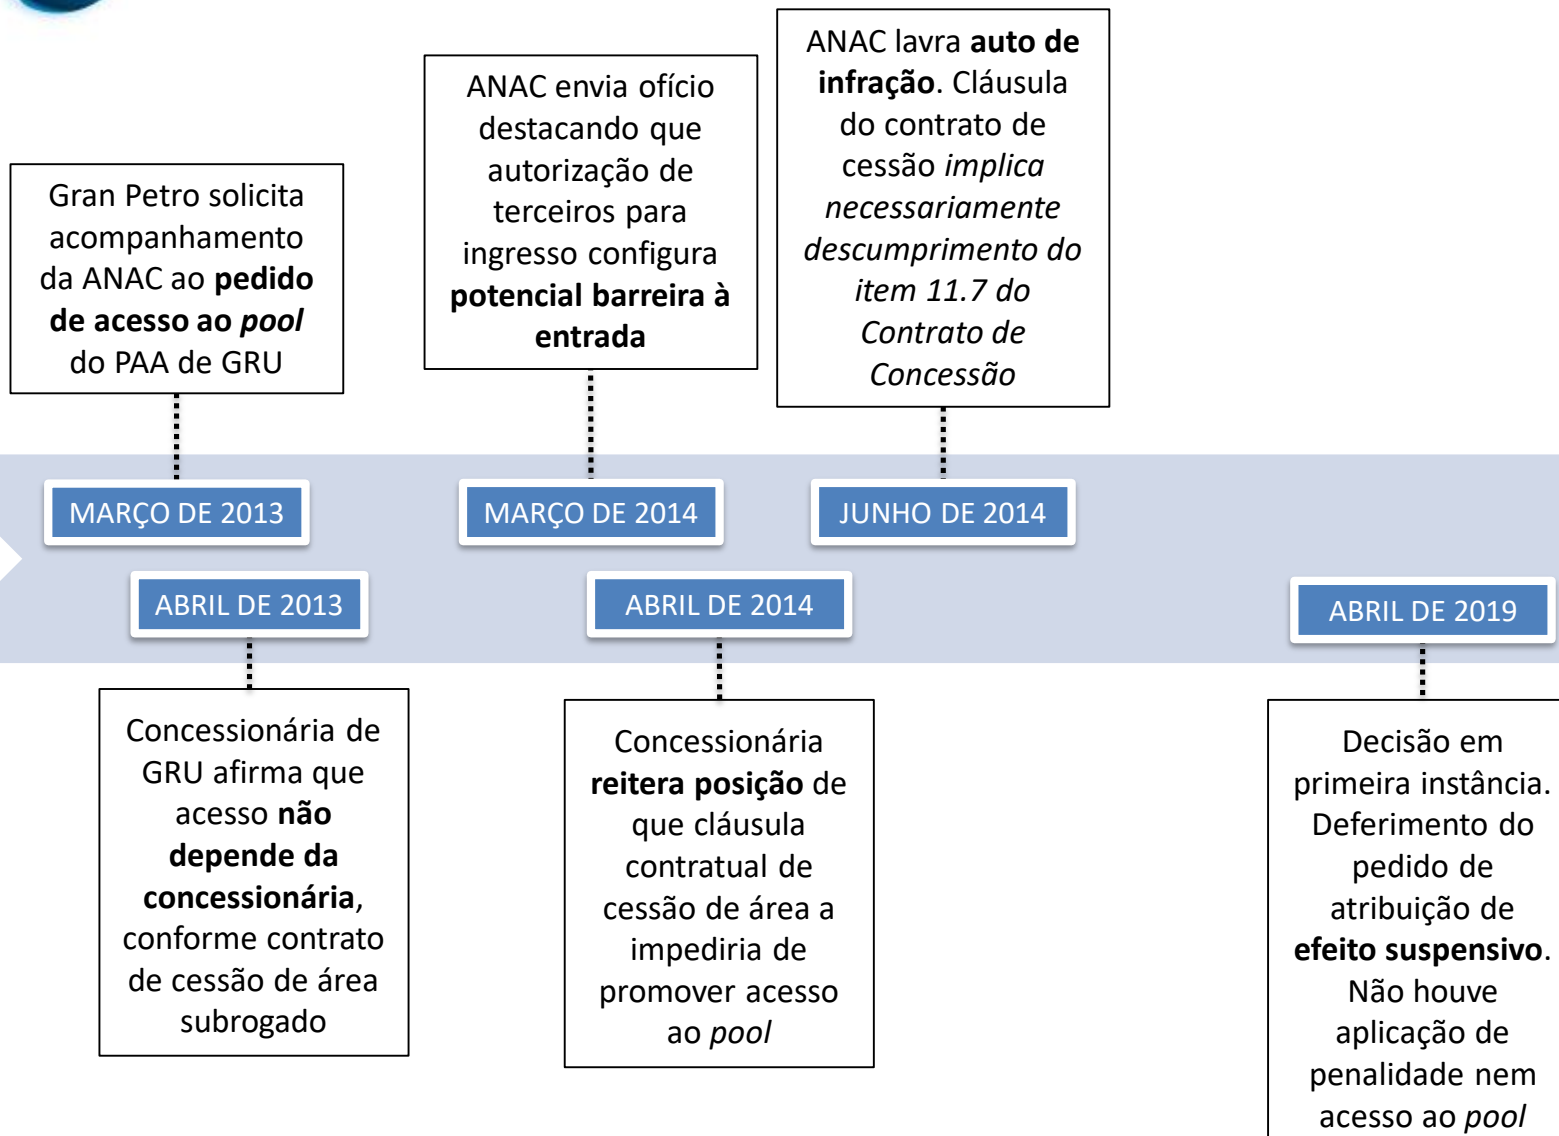 Gran Petro solicita
acompanhamento
da ANAC ao pedido
de acesso ao pool
do PAA de GRU
ANAC envia ofício
destacando que
autorização de
terceiros para
ingresso configura
potencial barreira à
entrada
ANAC lavra auto de
infração. Cláusula
do contrato de
cessão implica
necessariamente
descumprimento do
item 11.7 do
Contrato de
Concessão
MARÇO DE 2013
MARÇO DE 2014
JUNHO DE 2014
ABRIL DE 2013
ABRIL DE 2014
ABRIL DE 2019
Concessionária de
GRU afirma que
acesso não
depende da
concessionária,
conforme contrato
de cessão de área
subrogado
Concessionária
reitera posição de
que cláusula
contratual de
cessão de área a
impediria de
promover acesso
ao pool
Decisão em
primeira instância.
Deferimento do
pedido de
atribuição de
efeito suspensivo.
Não houve
aplicação de
penalidade nem
acesso ao pool